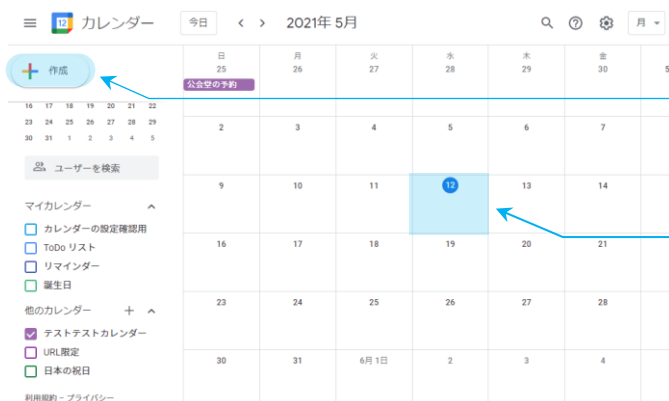 12 カレンダー 今日 2021年 5月 月
作成
日 月 火 水 木 金
25 26 27 28 29 30
公会堂の予約
16 17 18 19 20 21 22
23 24 25 26 27 28 29
30 31 1 2 3 4 5
2 3 4 5 6 7
ユーザーを検索
9 10 11 12 13 14
マイカレンダー
カレンダーの設定確認用
ToDo リスト
16 17 18 19 20 21
リマインダー
誕生日
他のカレンダー
23 24 25 26 27 28
テストテストカレンダー
URL限定
30 31 6月 1日 2 3 4
日本の祝日
利用規約 – プライバシー